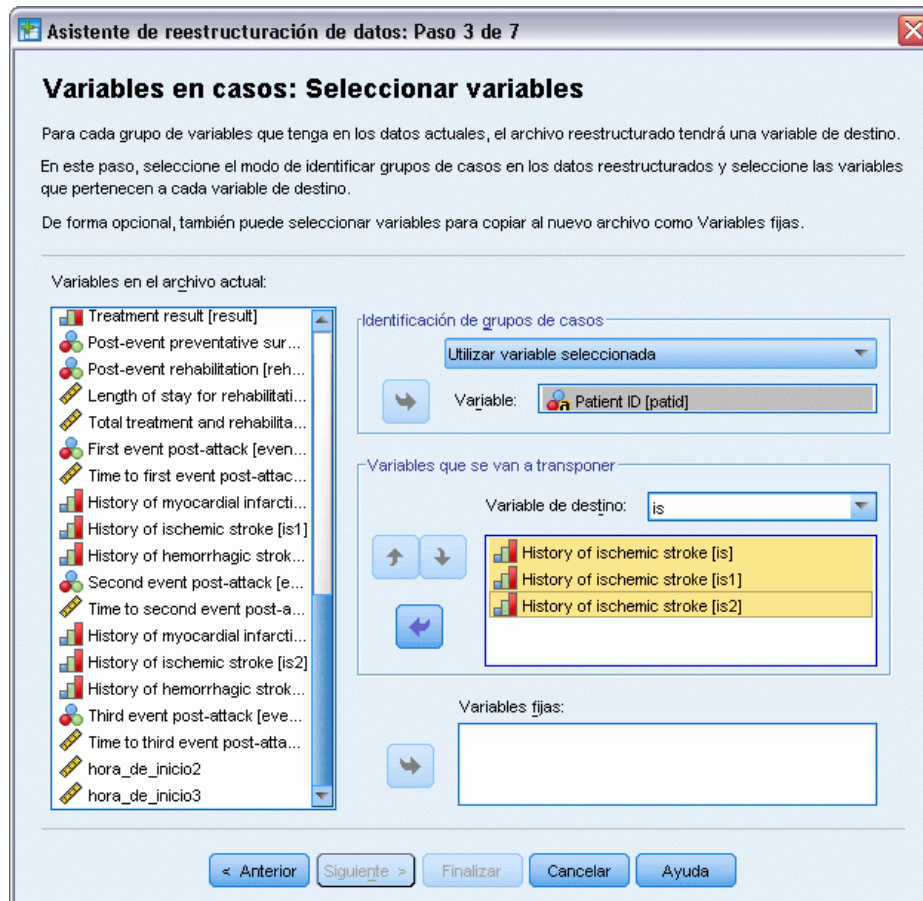 Asistente de reestructuración de datos: Paso 3 de 7
Variables en casos: Seleccionar variables
Para cada grupo de variables que tenga en los datos actuales, el archivo reestructurado tendrá una variable de destino.
En este paso, seleccione el modo de identificar grupos de casos en los datos reestructurados y seleccione las variables
que pertenecen a cada variable de destino.
De forma opcional, también puede seleccionar variables para copiar al nuevo archivo como Variables fijas.
Variables en el archivo actual:
Treatment result [result]
Post-event preventative sur...
Post-event rehabilitation [reh...
Length of stay for rehabilitati...
Total treatment and rehabilita...
First event post-attack [even...
Time to first event post-attac...
History of myocardial infarcti...
History of ischemic stroke [is1]
History of hemorrhagic strok...
Second event post-attack [e...
Time to second event post-a...
History of myocardial infarcti...
History of ischemic stroke [is2]
History of hemorrhagic strok...
Third event post-attack [eve...
Time to third event post-atta...
hora_de_inicio2
hora_de_inicio3
Identificación de grupos de casos
Utilizar variable seleccionada
Variable: Patient ID [patid]
Variables que se van a transponer
Variable de destino: is
History of ischemic stroke [is]
History of ischemic stroke [is1]
History of ischemic stroke [is2]
Variables fijas:
< Anterior Siguiente > Finalizar Cancelar Ayuda